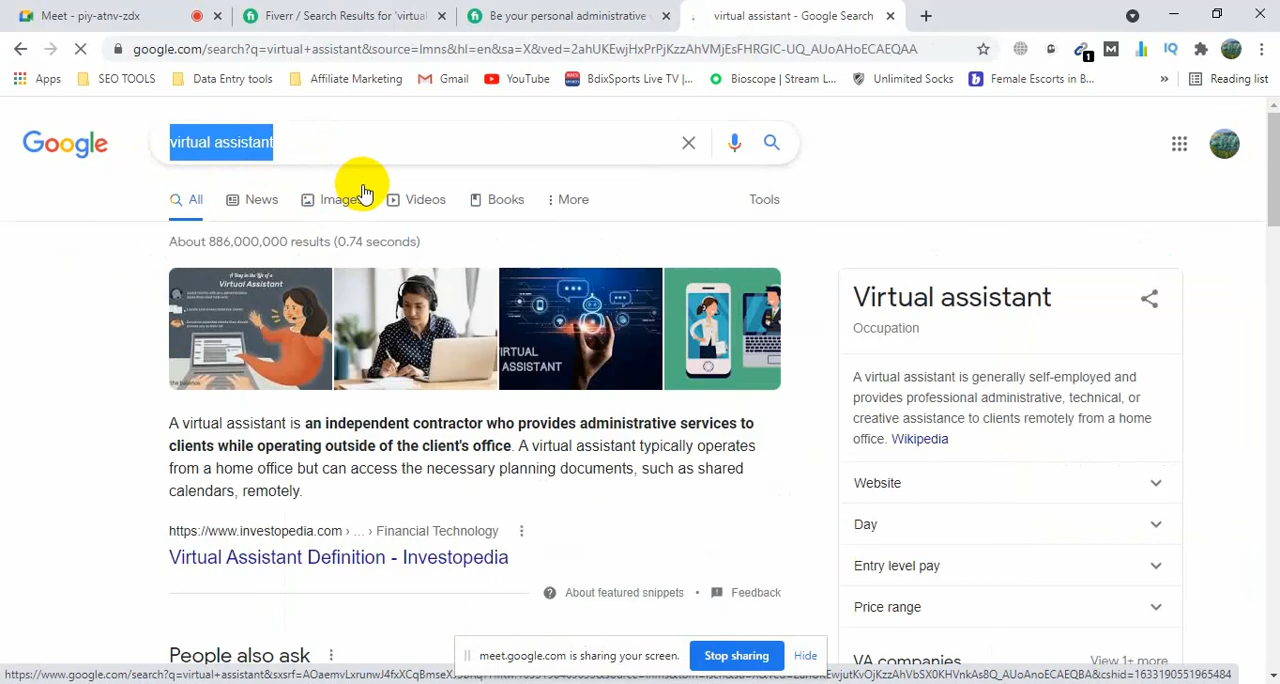 Meet - piy-atnv-zdx
Fiverr / Search Results for 'virtual
Be your personal administrative
virtual assistant - Google Search
google.com/search?q=virtual+assistant&source=lmns&hl=en&sa=X&ved=2ahUKEwjHxPrPjKzzAhVMjEsFHRGIC-UQ_AUoAHoECAEQAA
1
M
IQ
Apps
SEO TOOLS
Data Entry tools
Affiliate Marketing
Gmail
YouTube
BdixSports Live TV |...
Bioscope | Stream L...
Unlimited Socks
Female Escorts in B...
»
Reading list
Google
virtual assistant
All
News
Videos
Books
More
Tools
About 886,000,000 results (0.74 seconds)
A Day in the Life of a
Virtual Assistant
VIRTUAL
ASSISTANT
A virtual assistant is an independent contractor who provides administrative services to
clients while operating outside of the client's office. A virtual assistant typically operates
from a home office but can access the necessary planning documents, such as shared
calendars, remotely.
https://www.investopedia.com › ... › Financial Technology
Virtual Assistant Definition - Investopedia
About featured snippets • Feedback
People also ask
Virtual assistant
Occupation
A virtual assistant is generally self-employed and
provides professional administrative, technical, or
creative assistance to clients remotely from a home
office. Wikipedia
Website
Day
Entry level pay
Price range
VA companies
View 1+ more
meet.google.com is sharing your screen.
Stop sharing
Hide